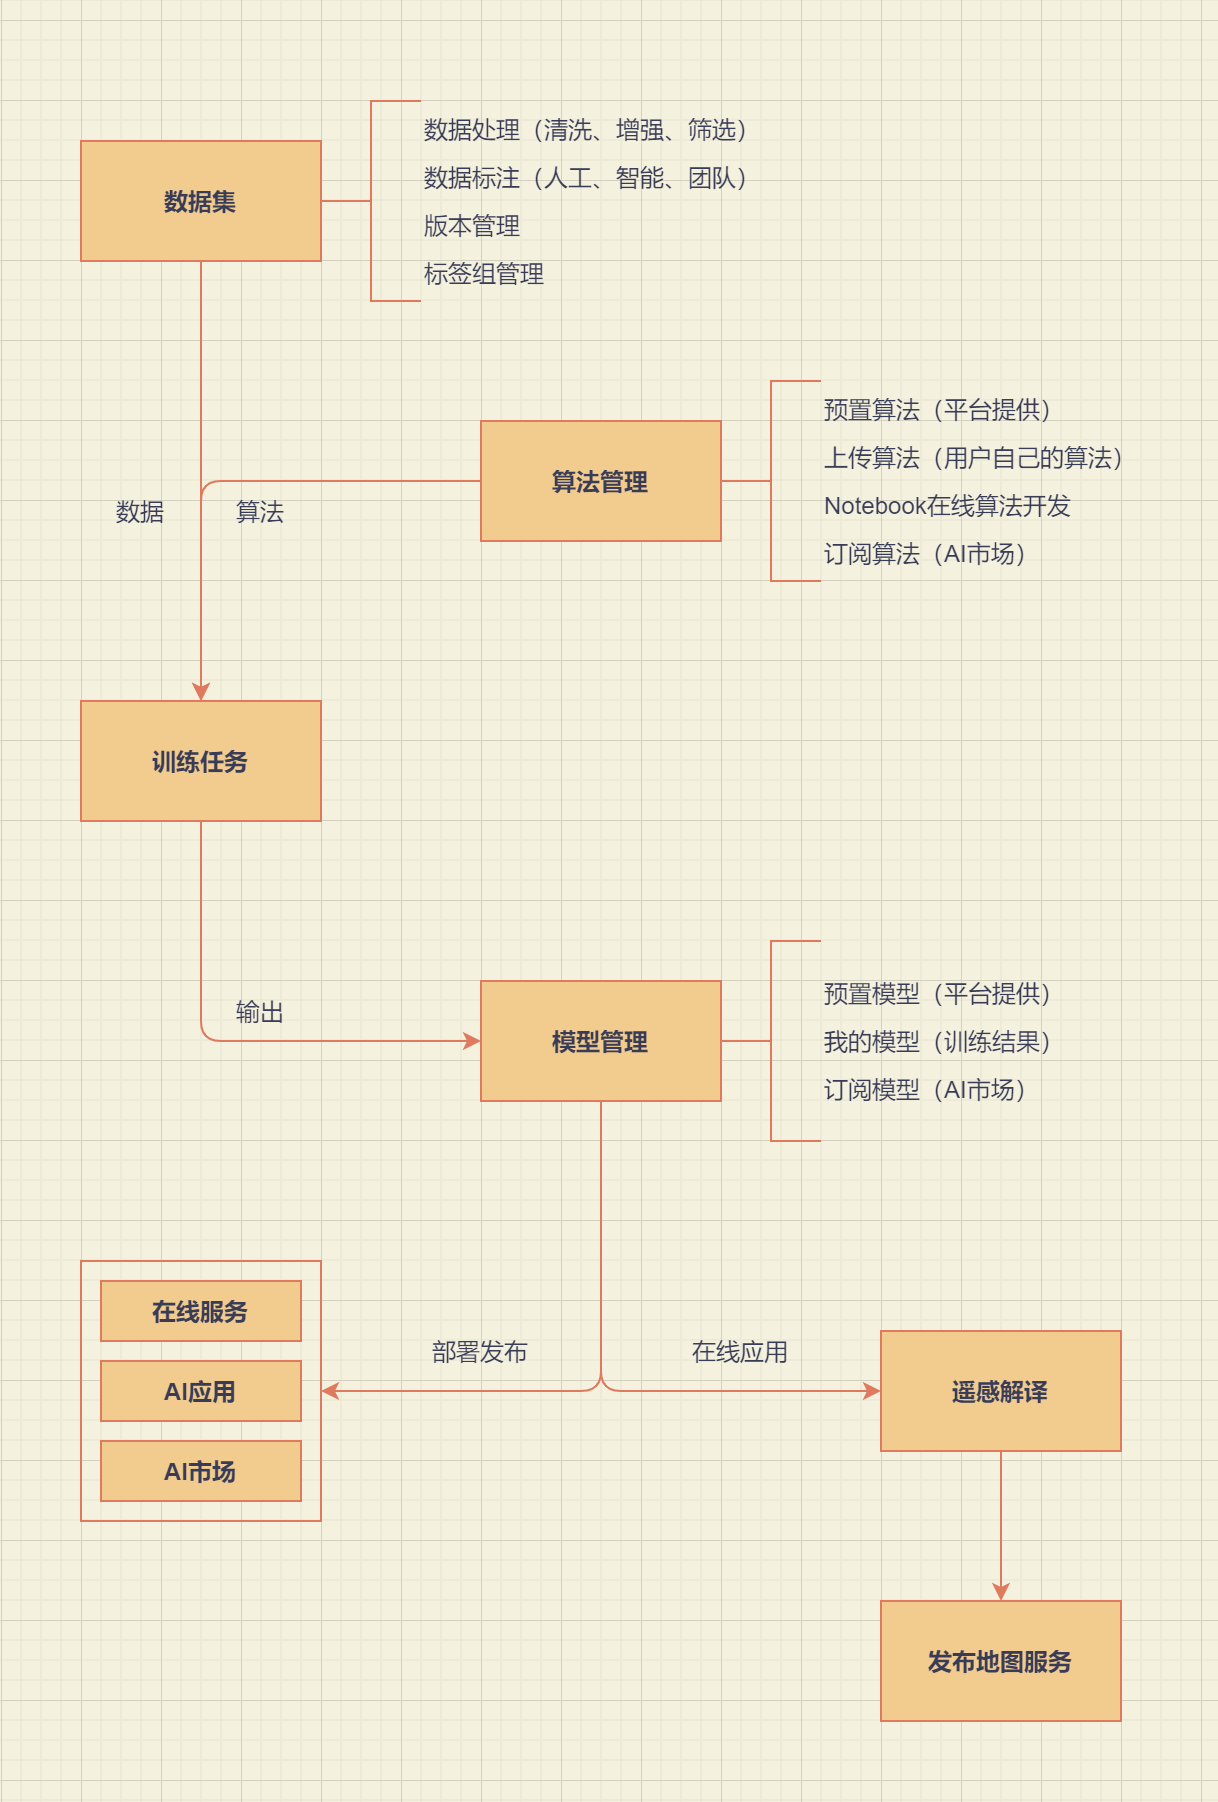 数据集
数据处理（清洗、增强、筛选）
数据标注（人工、智能、团队）
版本管理
标签组管理
算法管理
预置算法（平台提供）
上传算法（用户自己的算法）
Notebook在线算法开发
订阅算法（AI市场）
数据
算法
训练任务
输出
模型管理
预置模型（平台提供）
我的模型（训练结果）
订阅模型（AI市场）
在线服务
AI应用
AI市场
部署发布
在线应用
遥感解译
发布地图服务